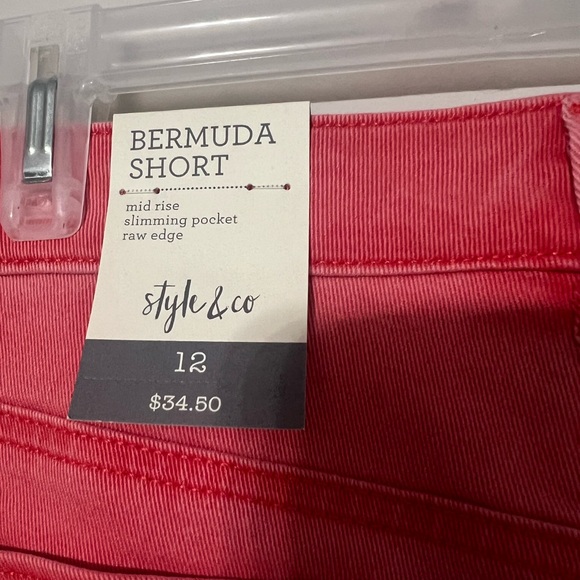 BERMUDA
SHORT
mid rise
slimming pocket
raw edge
style & co
12
$34.50